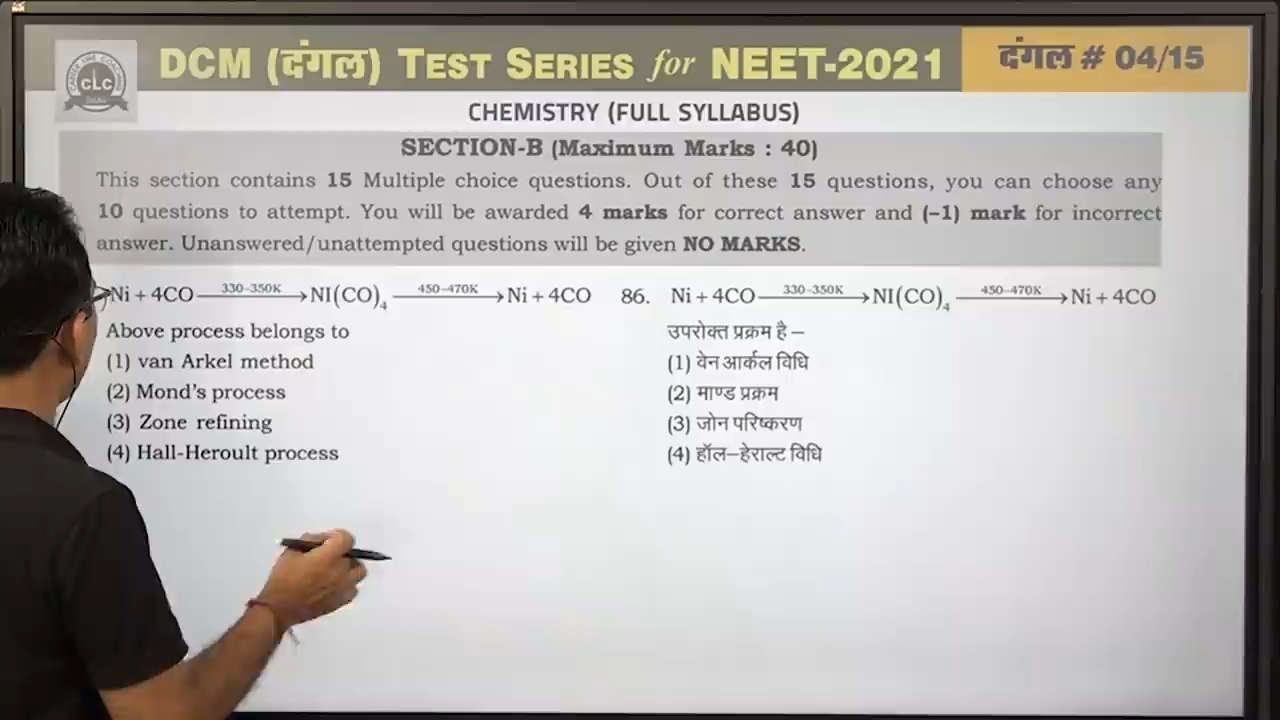 DCM (दंगल) TEST SERIES for NEET-2021
दंगल # 04/15
CLC
CHEMISTRY (FULL SYLLABUS)
SECTION-B (Maximum Marks : 40)
This section contains 15 Multiple choice questions. Out of these 15 questions, you can choose any
10 questions to attempt. You will be awarded 4 marks for correct answer and (–1) mark for incorrect
answer. Unanswered/unattempted questions will be given NO MARKS.
Ni + 4CO —330–350K→ NI(CO)₄ —450–470K→ Ni + 4CO
Above process belongs to
(1) van Arkel method
(2) Mond's process
(3) Zone refining
(4) Hall-Heroult process
86. Ni + 4CO —330–350K→ NI(CO)₄ —450–470K→ Ni + 4CO
उपरोक्त प्रक्रम है –
(1) वेन आर्कल विधि
(2) माण्ड प्रक्रम
(3) जोन परिष्करण
(4) हॉल–हेराल्ट विधि